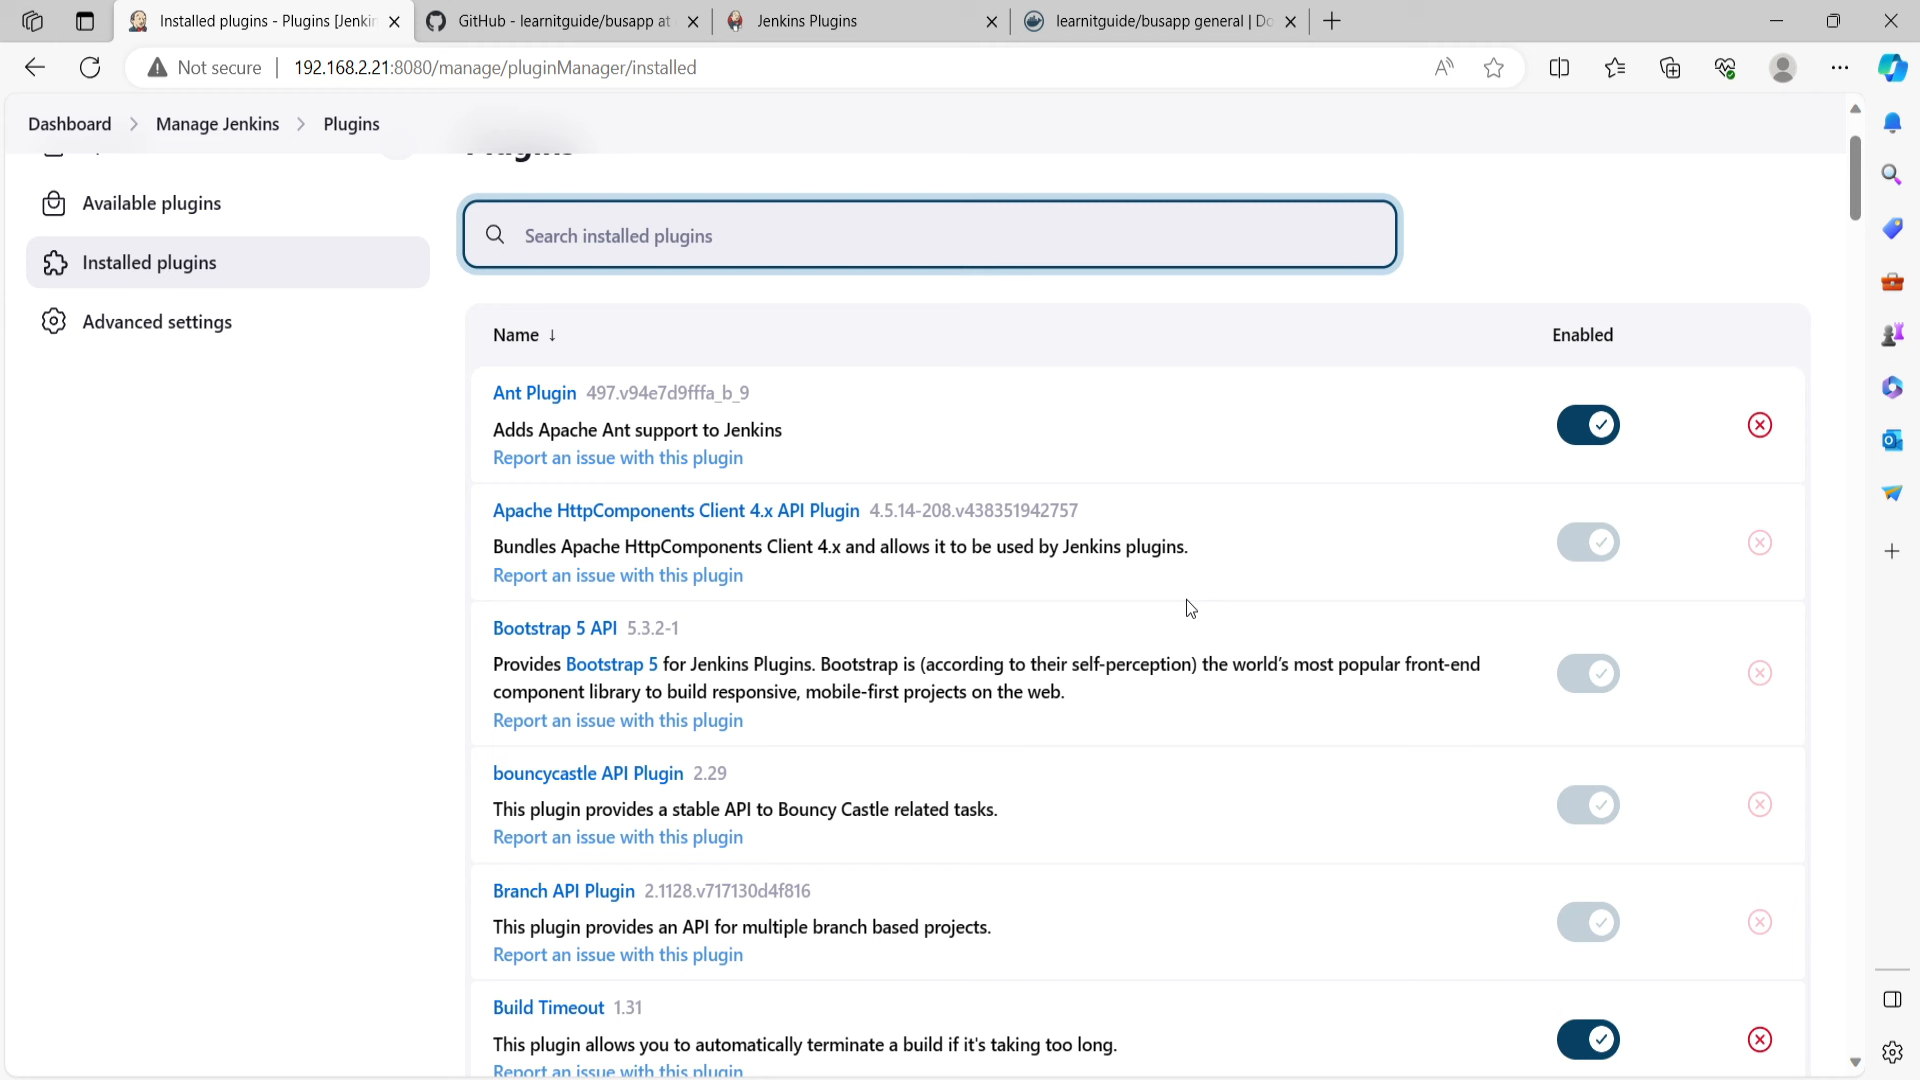 Installed plugins - Plugins [Jenkin
GitHub - learnitguide/busapp at
Jenkins Plugins
learnitguide/busapp general | Do
Not secure
192.168.2.21:8080/manage/pluginManager/installed
Dashboard
Manage Jenkins
Plugins
Available plugins
Installed plugins
Advanced settings
Search installed plugins
Name ↓
Enabled
Ant Plugin 497.v94e7d9fffa_b_9
Adds Apache Ant support to Jenkins
Report an issue with this plugin
Apache HttpComponents Client 4.x API Plugin 4.5.14-208.v438351942757
Bundles Apache HttpComponents Client 4.x and allows it to be used by Jenkins plugins.
Report an issue with this plugin
Bootstrap 5 API 5.3.2-1
Provides Bootstrap 5 for Jenkins Plugins. Bootstrap is (according to their self-perception) the world's most popular front-end
component library to build responsive, mobile-first projects on the web.
Report an issue with this plugin
bouncycastle API Plugin 2.29
This plugin provides a stable API to Bouncy Castle related tasks.
Report an issue with this plugin
Branch API Plugin 2.1128.v717130d4f816
This plugin provides an API for multiple branch based projects.
Report an issue with this plugin
Build Timeout 1.31
This plugin allows you to automatically terminate a build if it's taking too long.
Report an issue with this plugin